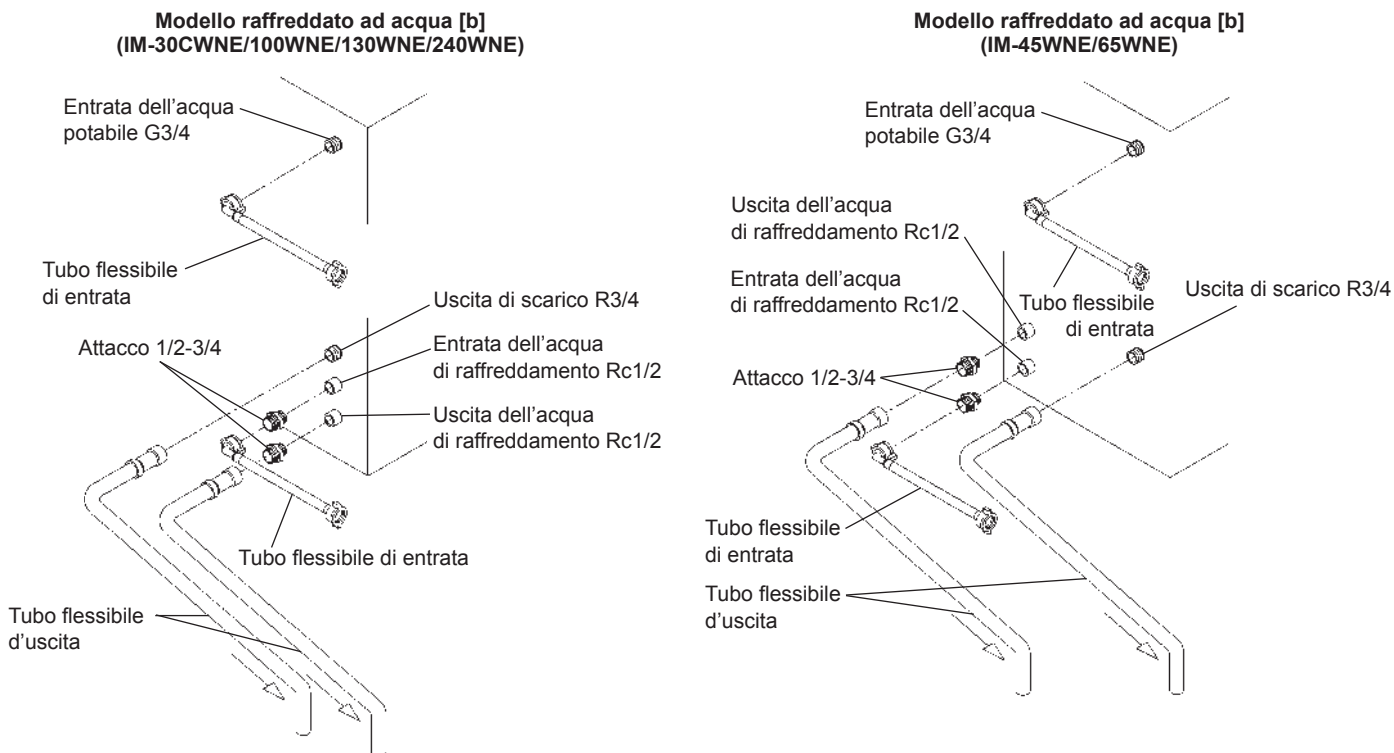 Modello raffreddato ad acqua [b]
(IM-30CWNE/100WNE/130WNE/240WNE)
Entrata dell’acqua
potabile G3/4
Tubo flessibile
di entrata
Uscita di scarico R3/4
Attacco 1/2-3/4
Entrata dell’acqua
di raffreddamento Rc1/2
Uscita dell’acqua
di raffreddamento Rc1/2
Tubo flessibile di entrata
Tubo flessibile
d’uscita
Modello raffreddato ad acqua [b]
(IM-45WNE/65WNE)
Entrata dell’acqua
potabile G3/4
Uscita dell’acqua
di raffreddamento Rc1/2
Entrata dell’acqua
di raffreddamento Rc1/2
Tubo flessibile
di entrata
Uscita di scarico R3/4
Attacco 1/2-3/4
Tubo flessibile
di entrata
Tubo flessibile
d’uscita